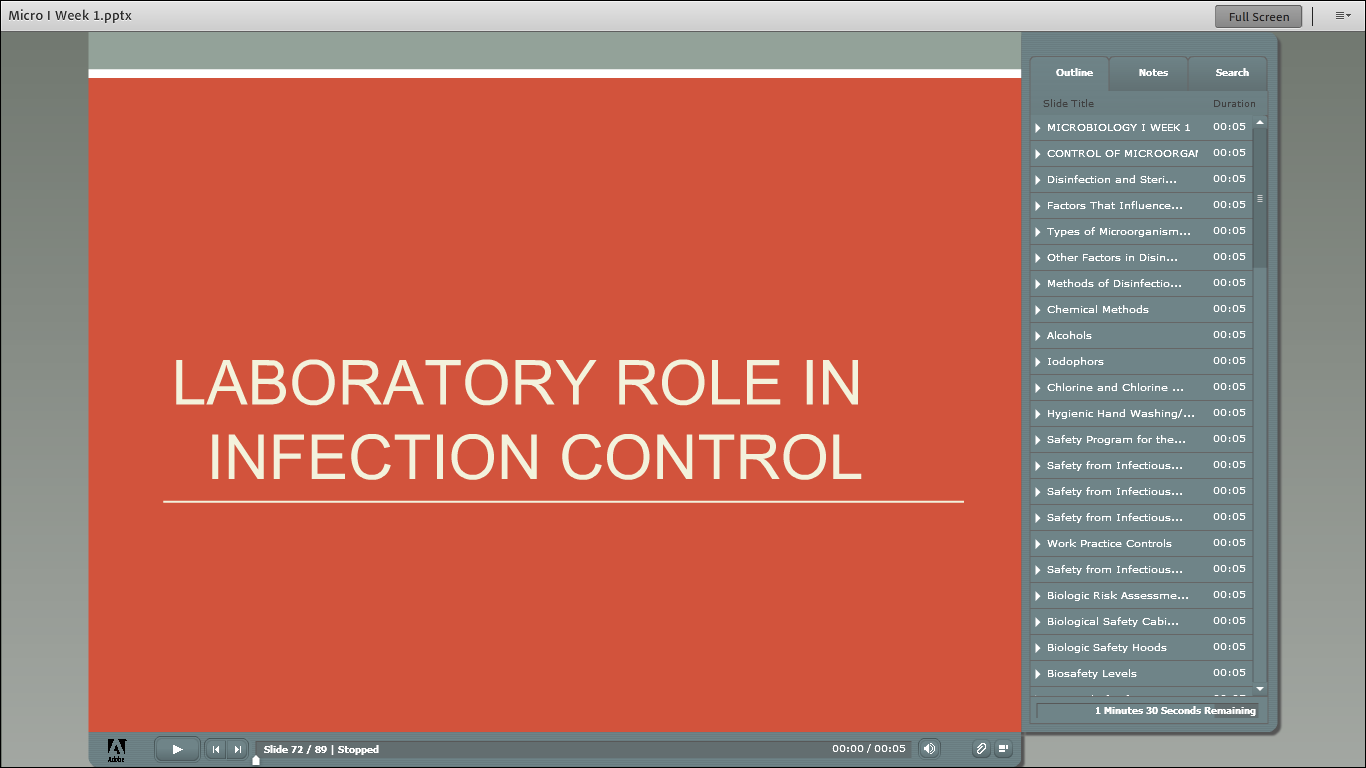 Micro I Week 1.pptx
Full Screen
LABORATORY ROLE IN
INFECTION CONTROL
Outline Notes Search
Slide Title Duration
MICROBIOLOGY I WEEK 1 00:05
CONTROL OF MICROORGAN 00:05
Disinfection and Steri... 00:05
Factors That Influence... 00:05
Types of Microorganism... 00:05
Other Factors in Disin... 00:05
Methods of Disinfectio... 00:05
Chemical Methods 00:05
Alcohols 00:05
Iodophors 00:05
Chlorine and Chlorine ... 00:05
Hygienic Hand Washing/... 00:05
Safety Program for the... 00:05
Safety from Infectious... 00:05
Safety from Infectious... 00:05
Safety from Infectious... 00:05
Work Practice Controls 00:05
Safety from Infectious... 00:05
Biologic Risk Assessme... 00:05
Biological Safety Cabi... 00:05
Biologic Safety Hoods 00:05
Biosafety Levels 00:05
1 Minutes 30 Seconds Remaining
Adobe
Slide 72 / 89 | Stopped 00:00 / 00:05